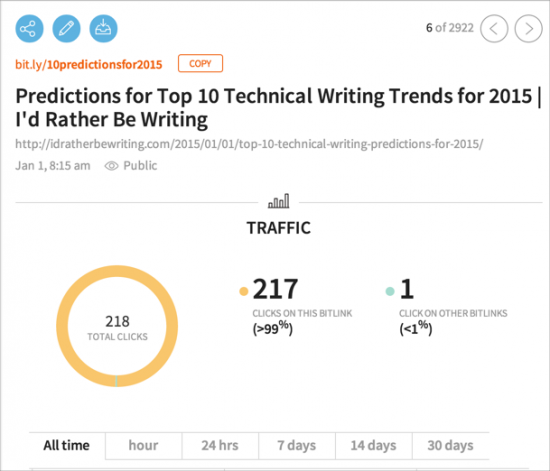 6 of 2922
bit.ly/10predictionsfor2015 COPY
Predictions for Top 10 Technical Writing Trends for 2015 |
I'd Rather Be Writing
http://idratherbewriting.com/2015/01/01/top-10-technical-writing-predictions-for-2015/
Jan 1, 8:15 am Public
TRAFFIC
218
TOTAL CLICKS
217
CLICKS ON THIS BITLINK
(>99%)
1
CLICK ON OTHER BITLINKS
(<1%)
All time hour 24 hrs 7 days 14 days 30 days